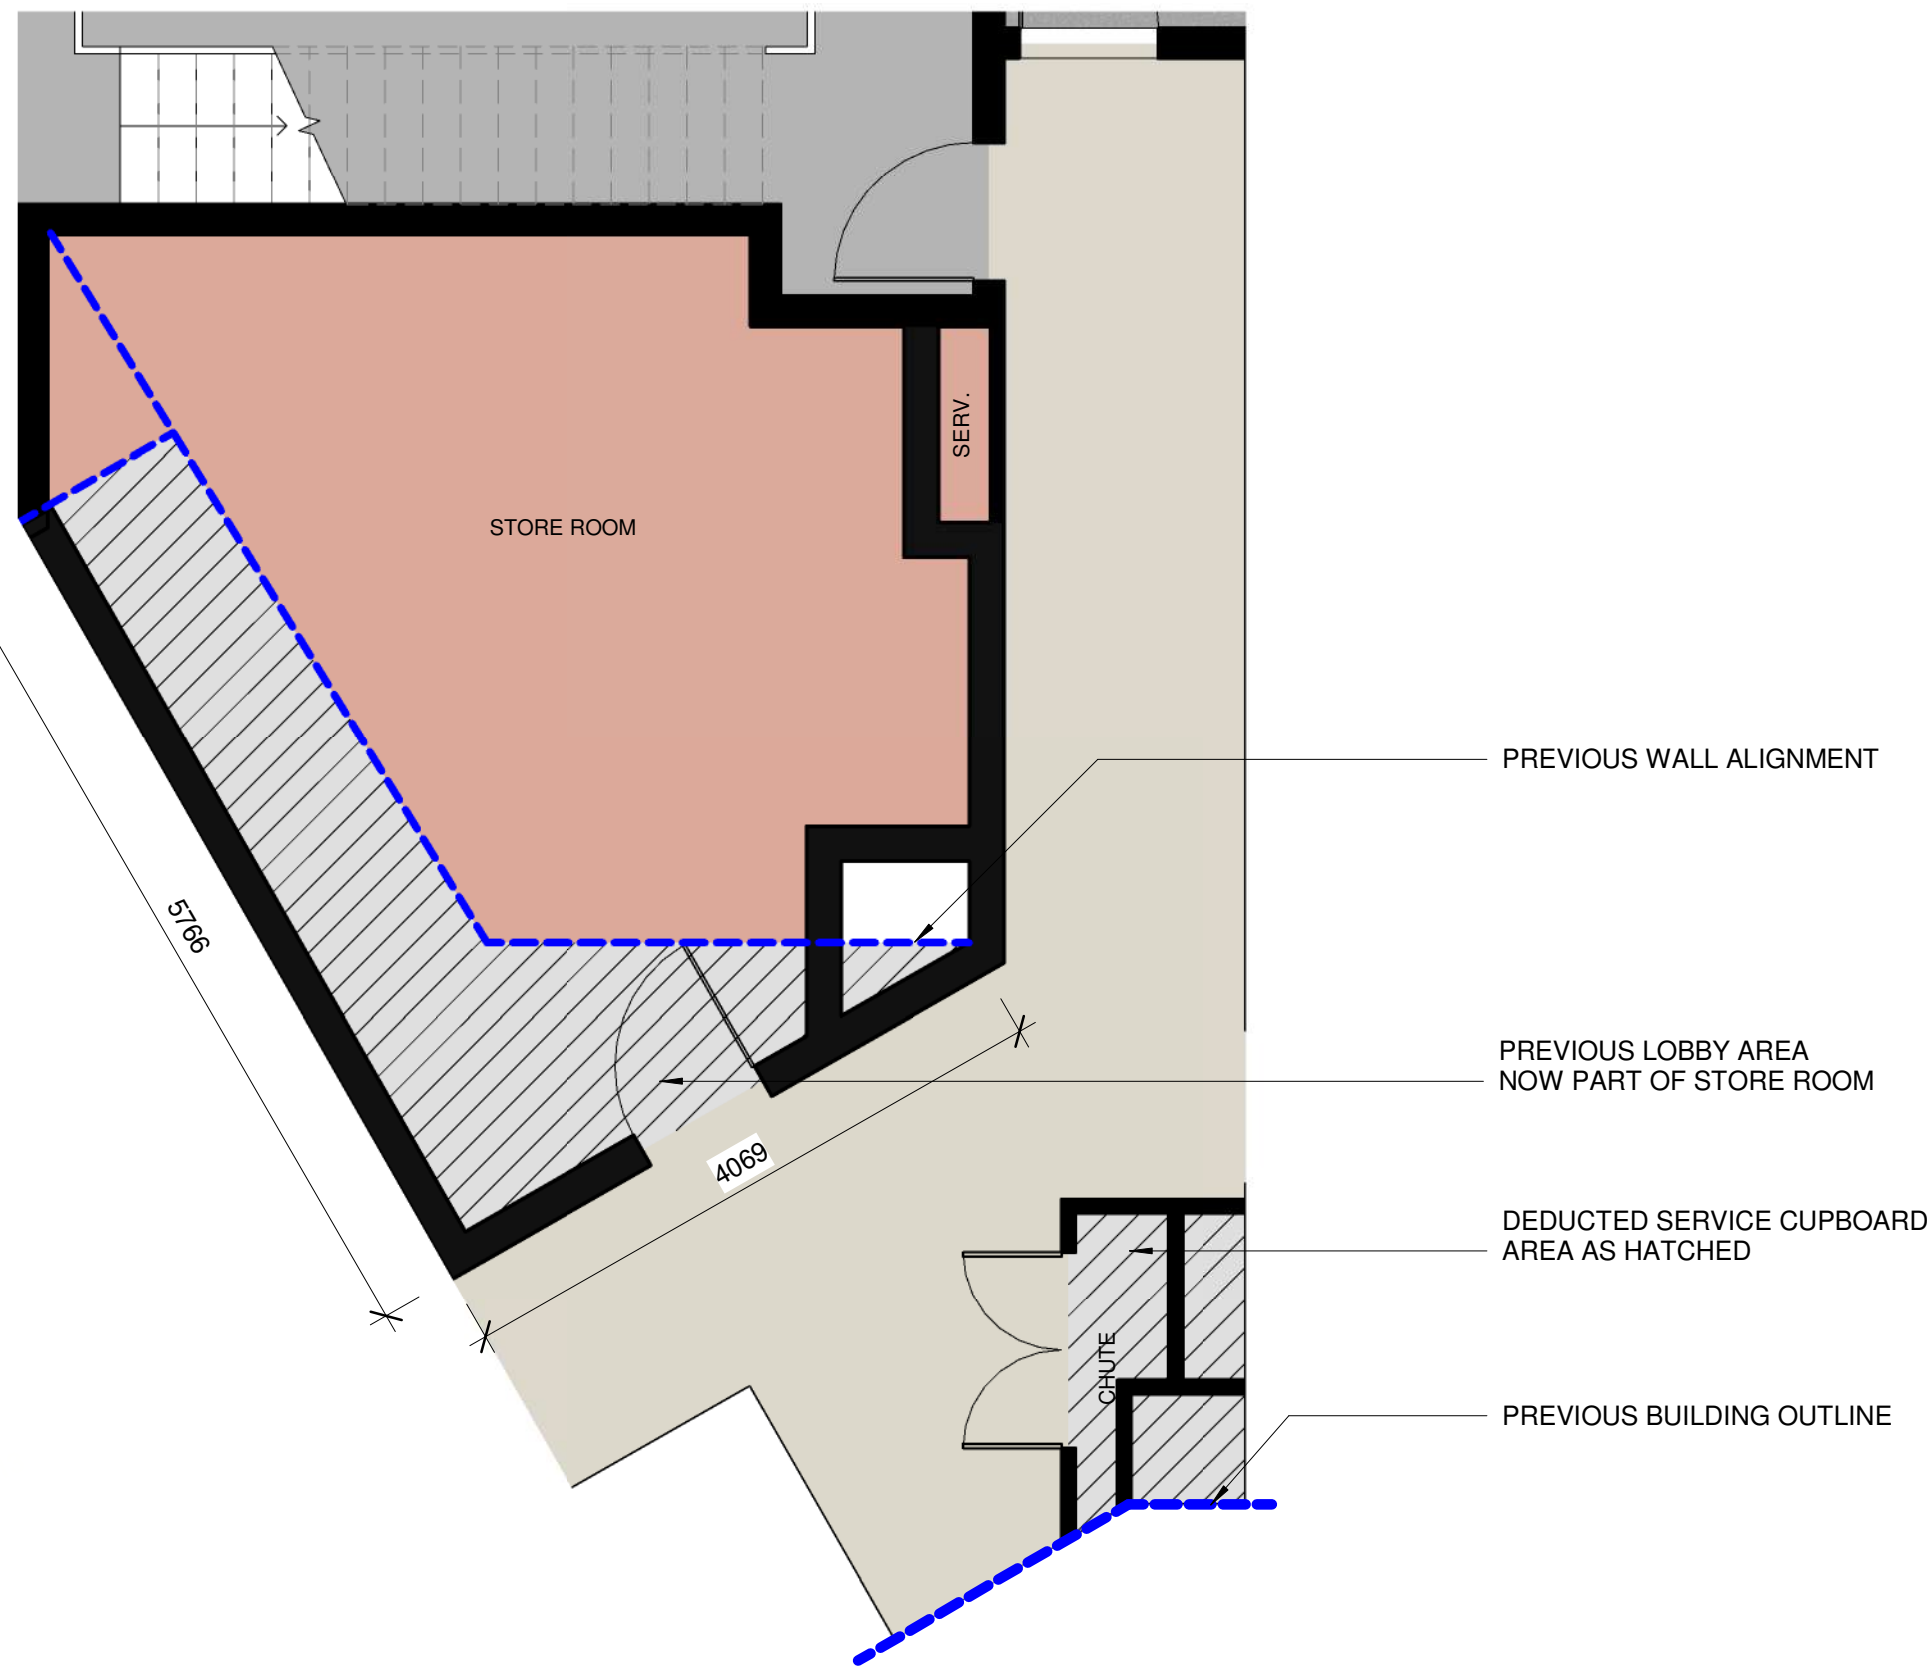 SERV.
STORE ROOM
PREVIOUS WALL ALIGNMENT
5766
PREVIOUS LOBBY AREA
NOW PART OF STORE ROOM
4069
DEDUCTED SERVICE CUPBOARD
AREA AS HATCHED
CHUTE
PREVIOUS BUILDING OUTLINE